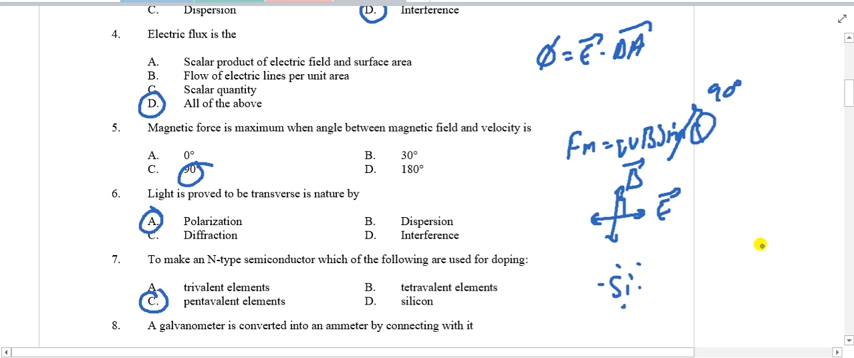 C. Dispersion D. Interference
4. Electric flux is the
A. Scalar product of electric field and surface area
B. Flow of electric lines per unit area
C. Scalar quantity
D. All of the above
5. Magnetic force is maximum when angle between magnetic field and velocity is
A. 0° B. 30°
C. 90° D. 180°
6. Light is proved to be transverse is nature by
A. Polarization B. Dispersion
C. Diffraction D. Interference
7. To make an N-type semiconductor which of the following are used for doping:
A. trivalent elements B. tetravalent elements
C. pentavalent elements D. silicon
8. A galvanometer is converted into an ammeter by connecting with it
ϕ = E · ΔA
90°
B
E
-Si